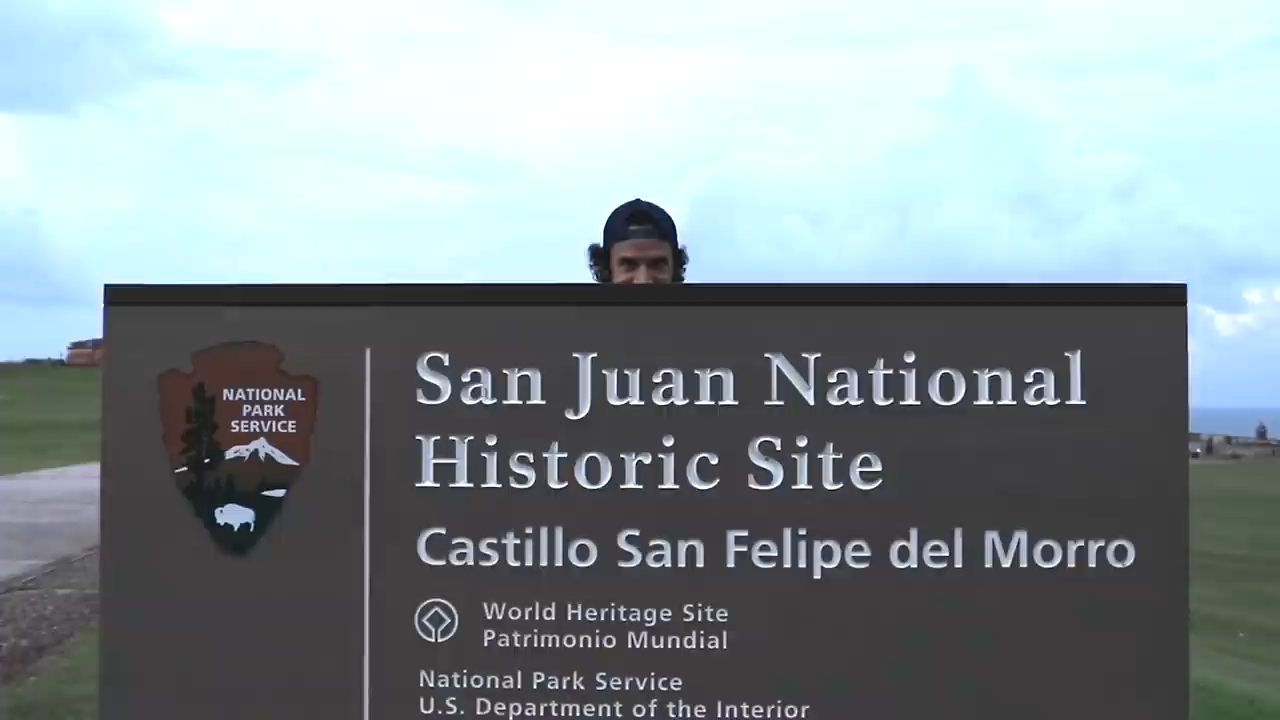 NATIONAL
PARK
SERVICE
San Juan National
Historic Site
Castillo San Felipe del Morro
World Heritage Site
Patrimonio Mundial
National Park Service
U.S. Department of the Interior